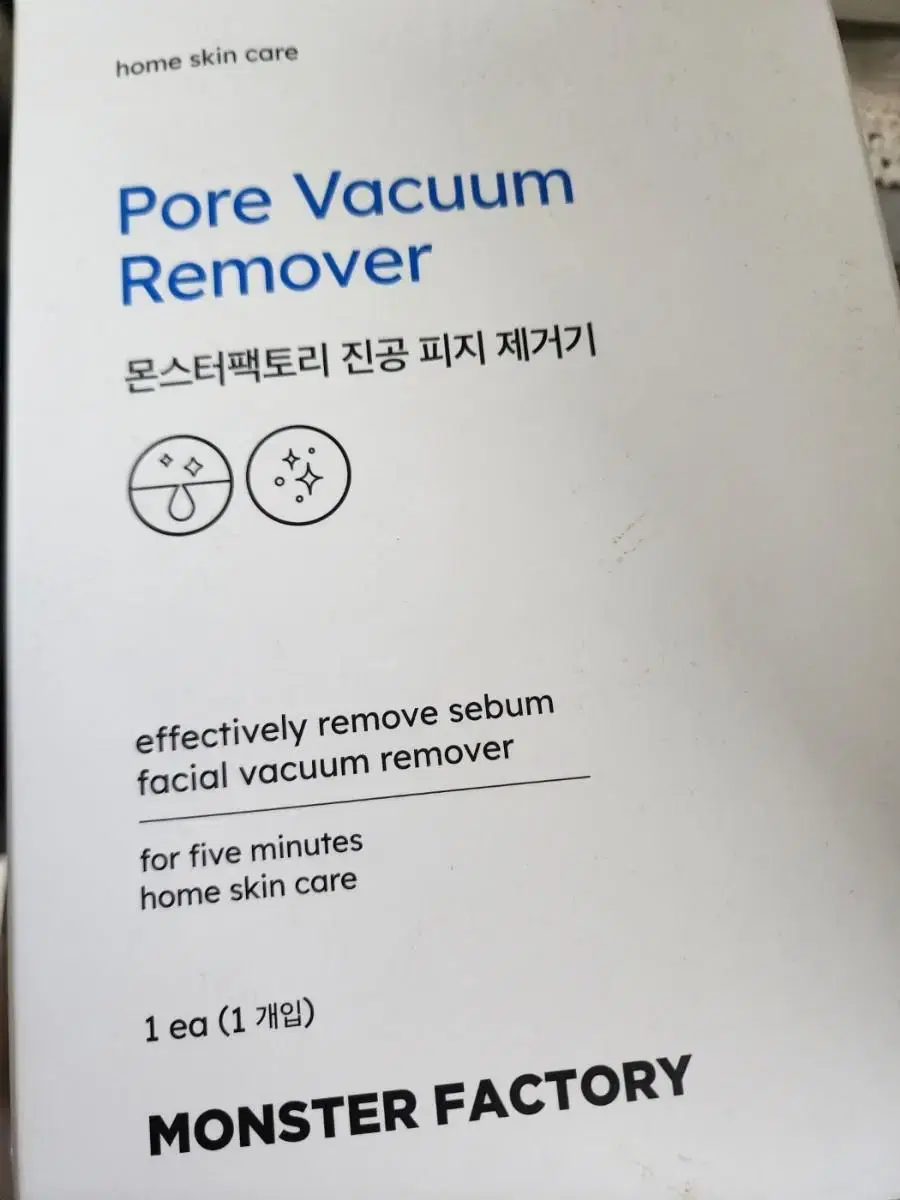 home skin care
Pore Vacuum
Remover
몬스터팩토리 진공 피지 제거기
effectively remove sebum
facial vacuum remover
for five minutes
home skin care
1 ea (1 개입)
MONSTER FACTORY